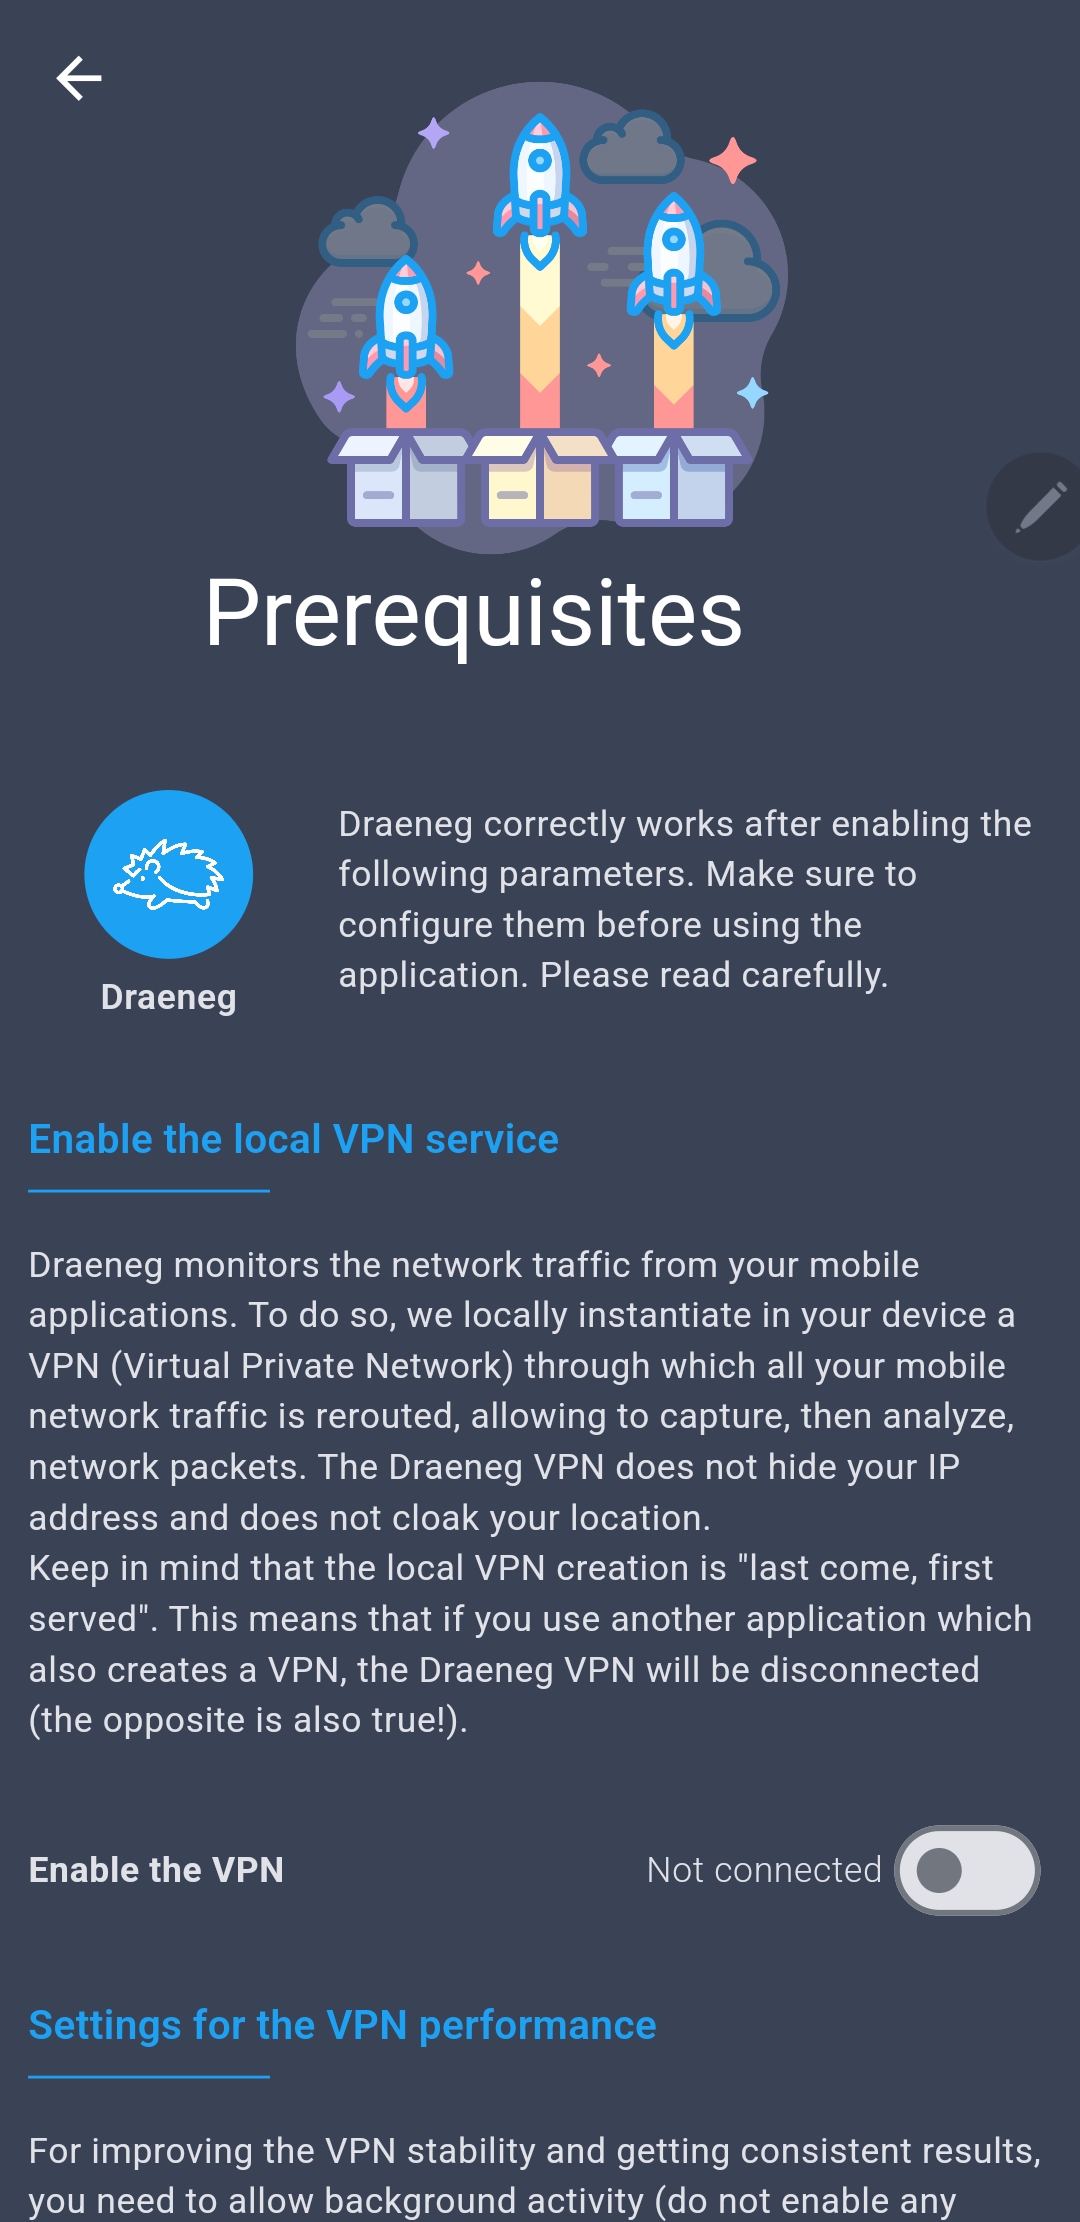 Prerequisites
Draeneg correctly works after enabling the
following parameters. Make sure to
configure them before using the
application. Please read carefully.
Draeneg
Enable the local VPN service
Draeneg monitors the network traffic from your mobile
applications. To do so, we locally instantiate in your device a
VPN (Virtual Private Network) through which all your mobile
network traffic is rerouted, allowing to capture, then analyze,
network packets. The Draeneg VPN does not hide your IP
address and does not cloak your location.
Keep in mind that the local VPN creation is "last come, first
served". This means that if you use another application which
also creates a VPN, the Draeneg VPN will be disconnected
(the opposite is also true!).
Enable the VPN Not connected
Settings for the VPN performance
For improving the VPN stability and getting consistent results,
you need to allow background activity (do not enable any